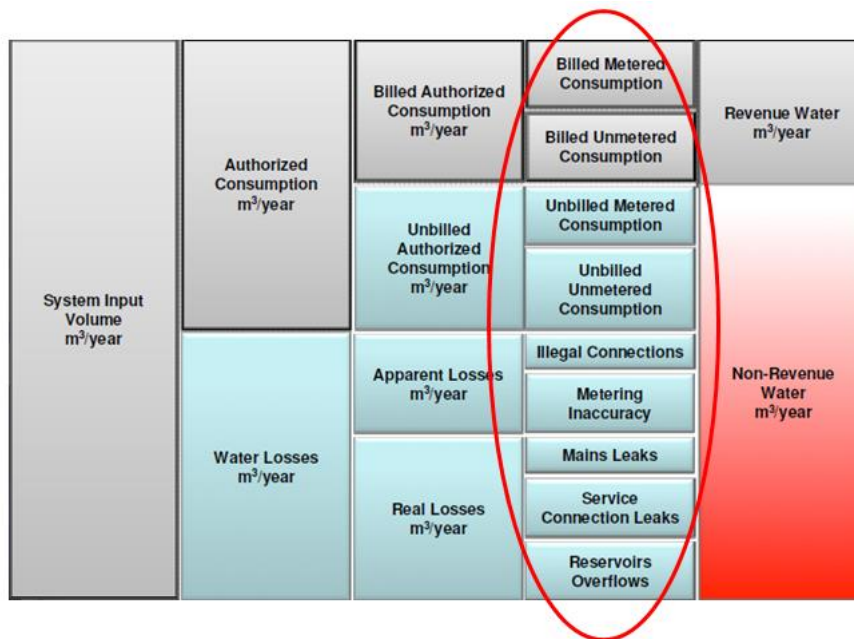 System Input
Volume
m³/year
Authorized
Consumption
m³/year
Water Losses
m³/year
Billed Authorized
Consumption
m³/year
Unbilled
Authorized
Consumption
m³/year
Apparent Losses
m³/year
Real Losses
m³/year
Billed Metered
Consumption
Billed Unmetered
Consumption
Unbilled Metered
Consumption
Unbilled
Unmetered
Consumption
Illegal Connections
Metering
Inaccuracy
Mains Leaks
Service
Connection Leaks
Reservoirs
Overflows
Revenue Water
m³/year
Non-Revenue
Water
m³/year